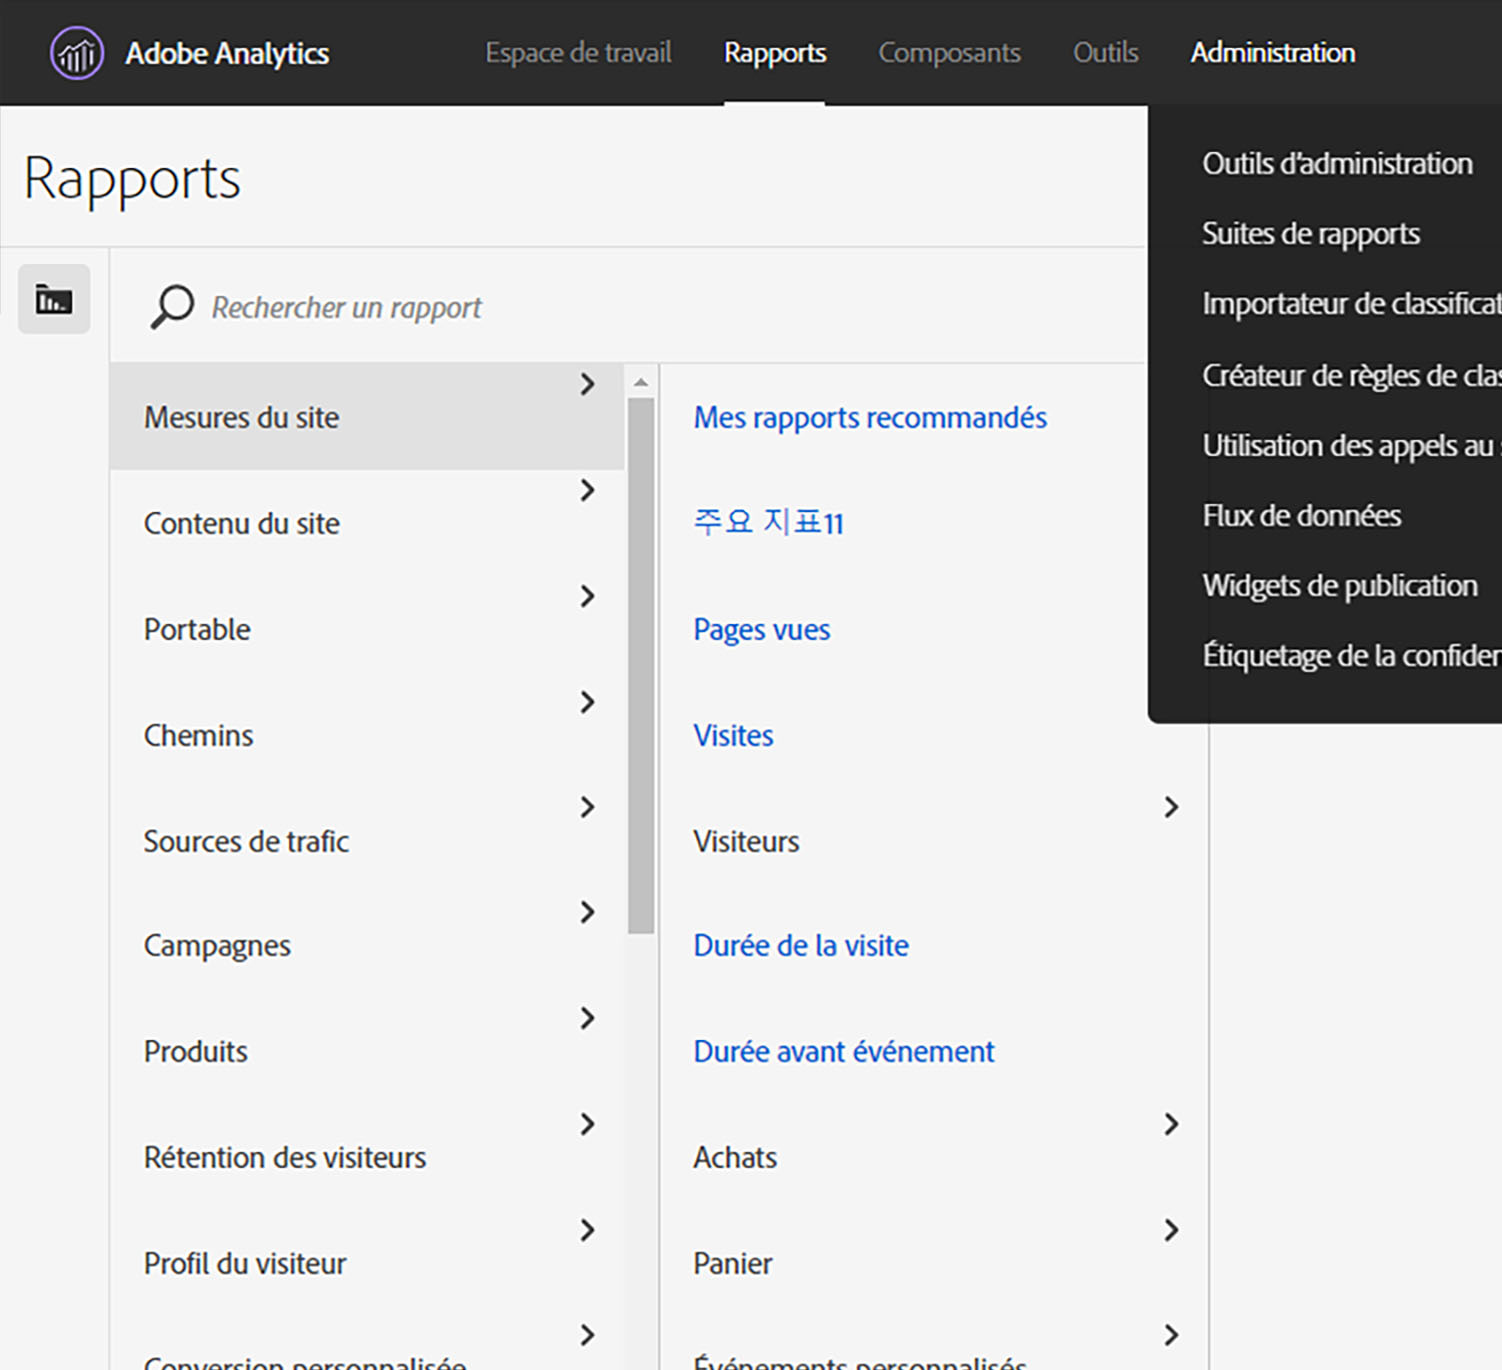 Adobe Analytics
Espace de travail
Rapports
Composants
Outils
Administration
Rapports
Rechercher un rapport
Mesures du site
Contenu du site
Portable
Chemins
Sources de trafic
Campagnes
Produits
Rétention des visiteurs
Profil du visiteur
Conversion personnalisée
Mes rapports recommandés
주요 지표11
Pages vues
Visites
Visiteurs
Durée de la visite
Durée avant événement
Achats
Panier
Événements personnalisés
Outils d'administration
Suites de rapports
Importateur de classificat
Créateur de règles de clas
Utilisation des appels au s
Flux de données
Widgets de publication
Étiquetage de la confiden